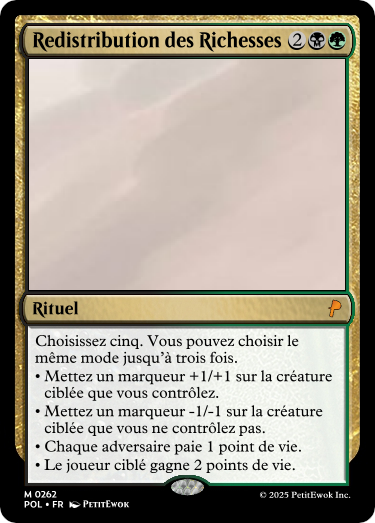 Redistribution des Richesses 2
Rituel
Choisissez cinq. Vous pouvez choisir le
même mode jusqu'à trois fois.
• Mettez un marqueur +1/+1 sur la créature
ciblée que vous contrôlez.
• Mettez un marqueur -1/-1 sur la créature
ciblée que vous ne contrôlez pas.
• Chaque adversaire paie 1 point de vie.
• Le joueur ciblé gagne 2 points de vie.
M 0262
POL • FR PetitEwok
© 2025 PetitEwok Inc.